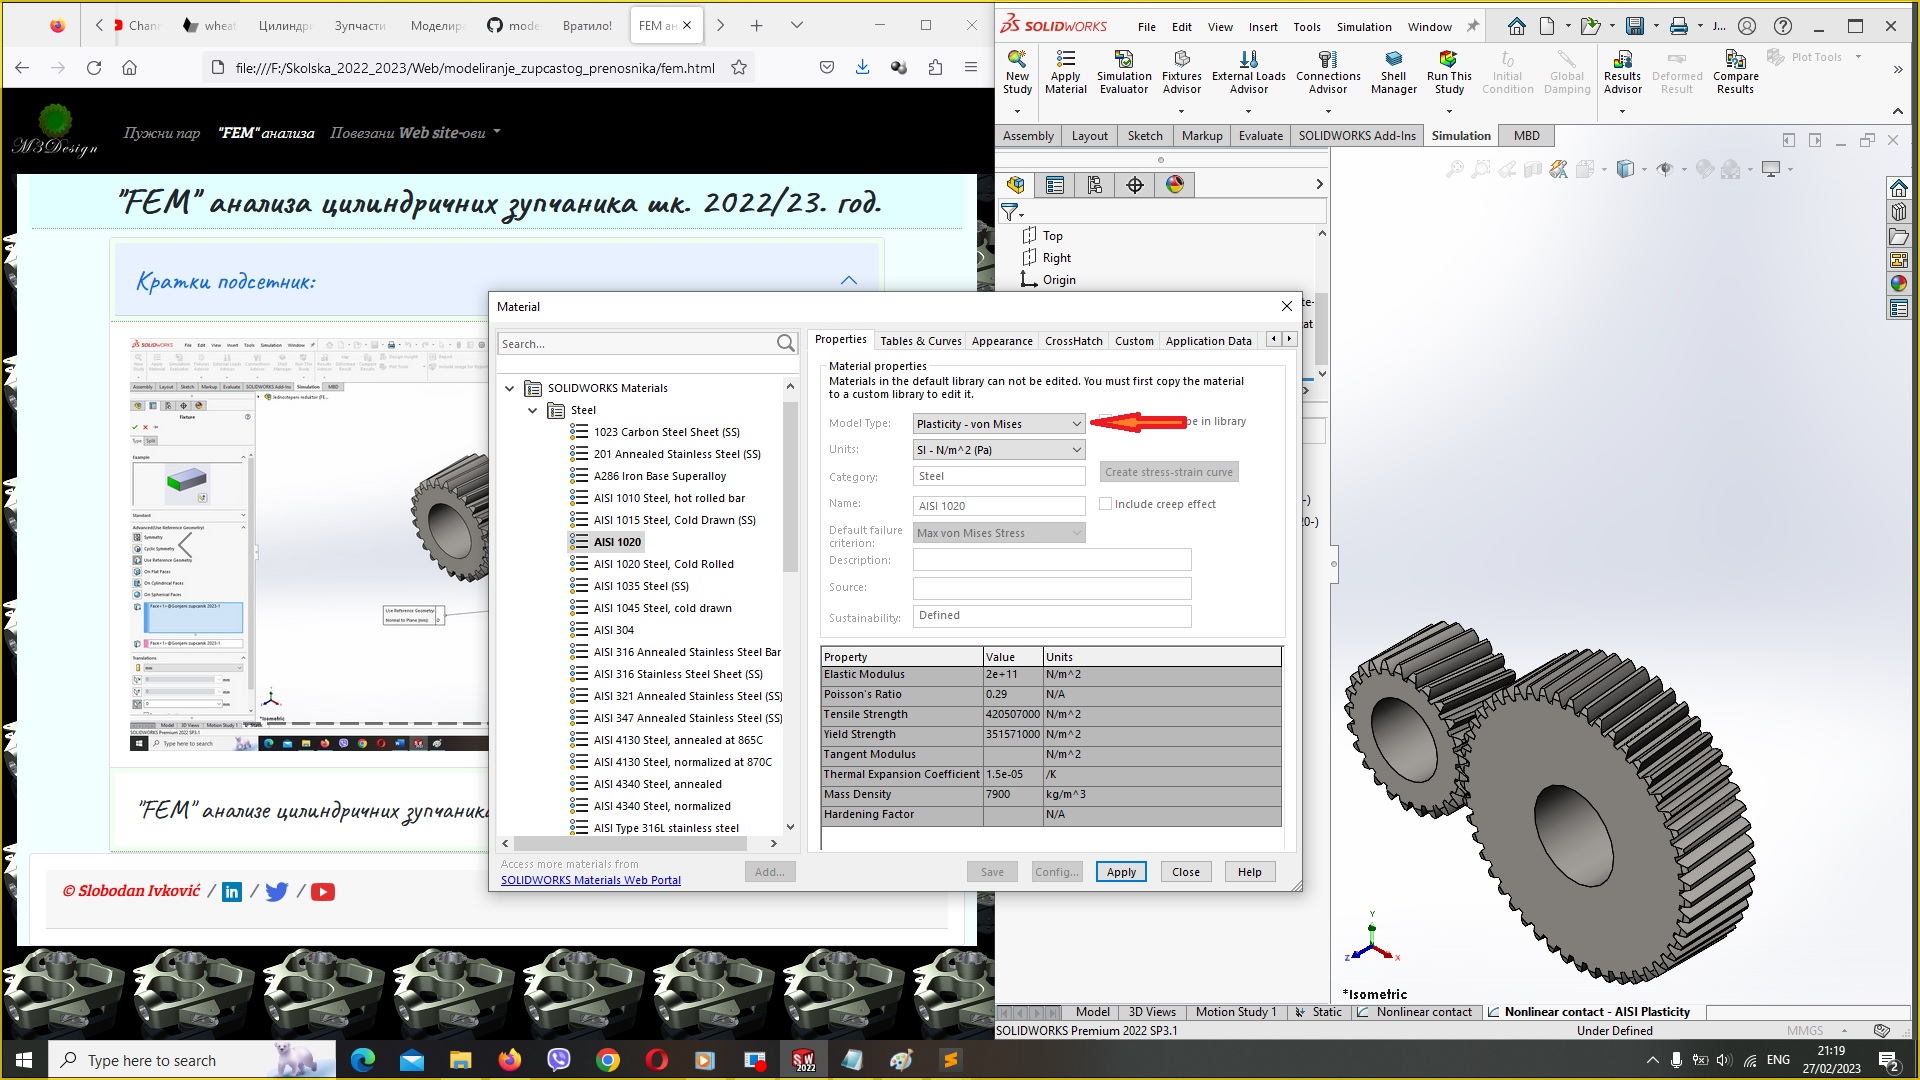 Chann
wheat
Цилиндри
Зупчасти
Моделира
mode
Вратило!
FEM ан
file:///F:/Skolska_2022_2023/Web/modeliranje_zupcastog_prenosnika/fem.html
M3Design
Пужни пар
"FEM" анализа
Повезани Web site-ови
"FEM" анализа цилиндричних зупчаника шк. 2022/23. год.
Кратки подсетник:
"FEM" анализе цилиндричних зупчаника
© Slobodan Ivković / / /
SOLIDWORKS
File Edit View Insert Tools Simulation Window
J...
New Study
Apply Material
Simulation Evaluator
Fixtures Advisor
External Loads Advisor
Connections Advisor
Shell Manager
Run This Study
Initial Condition
Global Damping
Results Advisor
Deformed Result
Compare Results
Plot Tools
Assembly Layout Sketch Markup Evaluate SOLIDWORKS Add-Ins Simulation MBD
Top
Right
Origin
Material
Search...
SOLIDWORKS Materials
Steel
1023 Carbon Steel Sheet (SS)
201 Annealed Stainless Steel (SS)
A286 Iron Base Superalloy
AISI 1010 Steel, hot rolled bar
AISI 1015 Steel, Cold Drawn (SS)
AISI 1020
AISI 1020 Steel, Cold Rolled
AISI 1035 Steel (SS)
AISI 1045 Steel, cold drawn
AISI 304
AISI 316 Annealed Stainless Steel Bar
AISI 316 Stainless Steel Sheet (SS)
AISI 321 Annealed Stainless Steel (SS)
AISI 347 Annealed Stainless Steel (SS)
AISI 4130 Steel, annealed at 865C
AISI 4130 Steel, normalized at 870C
AISI 4340 Steel, annealed
AISI 4340 Steel, normalized
AISI Type 316L stainless steel
Access more materials from
SOLIDWORKS Materials Web Portal
Add...
Properties Tables & Curves Appearance CrossHatch Custom Application Data
Material properties
Materials in the default library can not be edited. You must first copy the material
to a custom library to edit it.
Model Type: Plasticity - von Mises
pe in library
Units: SI - N/m^2 (Pa)
Category: Steel
Create stress-strain curve
Name: AISI 1020
Include creep effect
Default failure criterion: Max von Mises Stress
Description:
Source:
Sustainability: Defined
Property Value Units
Elastic Modulus 2e+11 N/m^2
Poisson's Ratio 0.29 N/A
Tensile Strength 420507000 N/m^2
Yield Strength 351571000 N/m^2
Tangent Modulus N/m^2
Thermal Expansion Coefficient 1.5e-05 /K
Mass Density 7900 kg/m^3
Hardening Factor N/A
Save Config... Apply Close Help
Y
Z X
*Isometric
Model 3D Views Motion Study 1 Static Nonlinear contact Nonlinear contact - AISI Plasticity
SOLIDWORKS Premium 2022 SP3.1
Under Defined
MMGS
Type here to search
ENG
21:19
27/02/2023
2